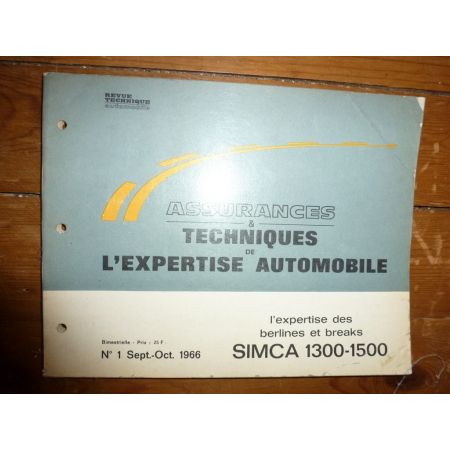 REVUE
TECHNIQUE
automobile
ASSURANCES
&
TECHNIQUES
DE
L'EXPERTISE AUTOMOBILE
l'expertise des
berlines et breaks
Bimestrielle - Prix : 25 F.
N° 1 Sept.-Oct. 1966
SIMCA 1300-1500